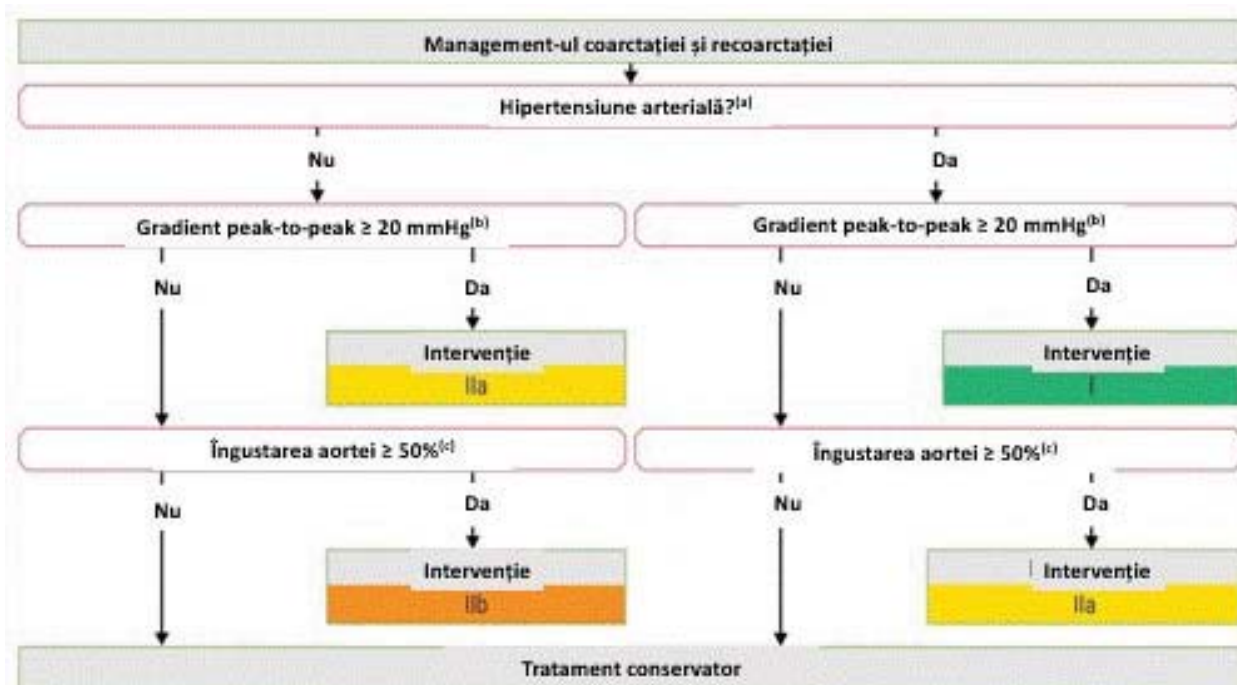 Management-ul coarctației și recoarctației
Hipertensiune arterială?(a)
Nu
Da
Gradient peak-to-peak ≥ 20 mmHg(b)
Gradient peak-to-peak ≥ 20 mmHg(b)
Nu
Da
Nu
Da
Intervenție
IIa
Intervenție
I
Îngustarea aortei ≥ 50%(c)
Îngustarea aortei ≥ 50%(c)
Nu
Da
Nu
Da
Intervenție
IIb
Intervenție
IIa
Tratament conservator